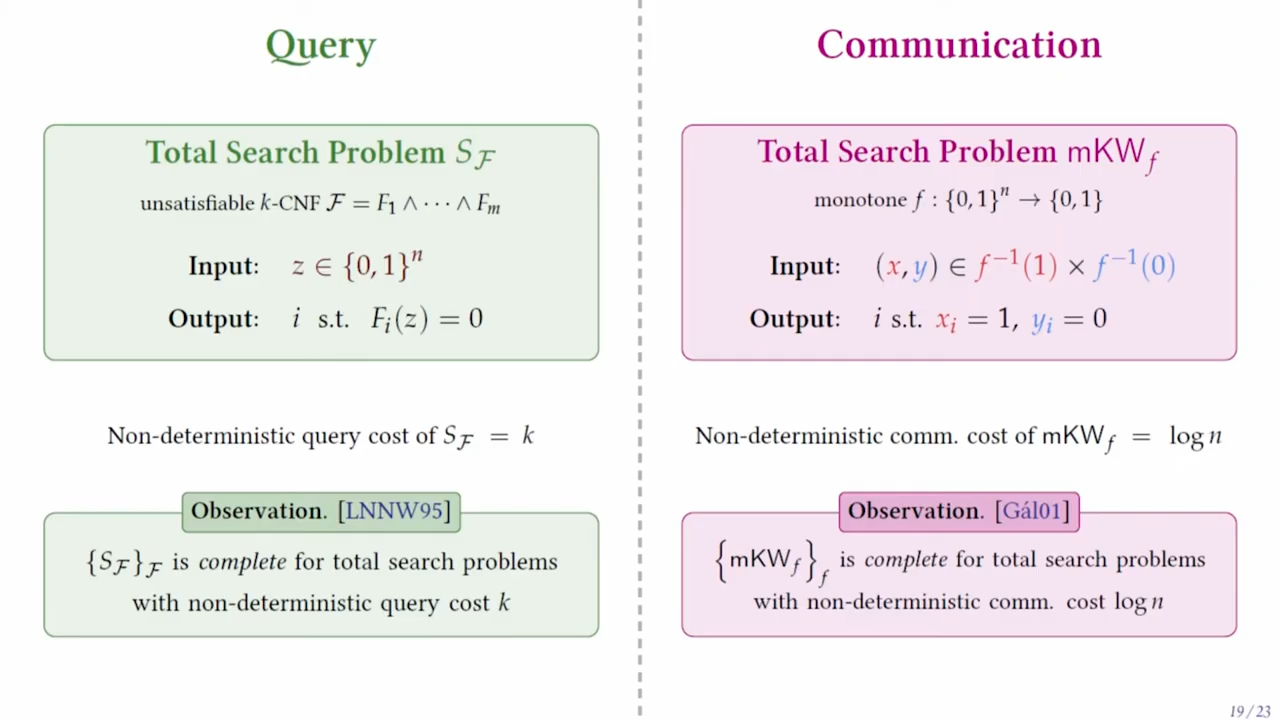 Query
Total Search Problem S_ℱ
unsatisfiable k-CNF ℱ = F₁ ∧ ⋯ ∧ Fₘ
Input: z ∈ {0, 1}ⁿ
Output: i s.t. Fᵢ(z) = 0
Non-deterministic query cost of S_ℱ = k
Observation. [LNNW95]
{S_ℱ}_ℱ is complete for total search problems
with non-deterministic query cost k
Communication
Total Search Problem mKW_f
monotone f : {0, 1}ⁿ → {0, 1}
Input: (x, y) ∈ f⁻¹(1) × f⁻¹(0)
Output: i s.t. xᵢ = 1, yᵢ = 0
Non-deterministic comm. cost of mKW_f = log n
Observation. [Gál01]
{mKW_f}_f is complete for total search problems
with non-deterministic comm. cost log n
19/23